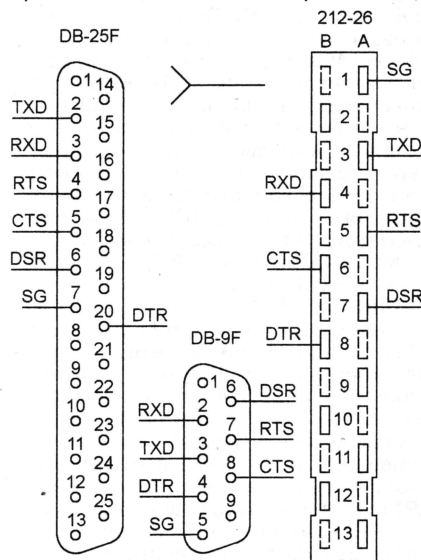 212-26
DB-25F
B A
1 14
1 SG
TXD 2
2
15
RXD 3
3 TXD
16
RTS 4
RXD 4
17
CTS 5
5 RTS
18
DSR 6
CTS 6
19
SG 7
7 DSR
20 DTR
8
DTR 8
DB-9F
21
9
1 6 DSR
9
22
RXD 2
10
7 RTS
10
23
TXD 3
11
8 CTS
11
24
DTR 4
12
9
12
25
SG 5
13
13